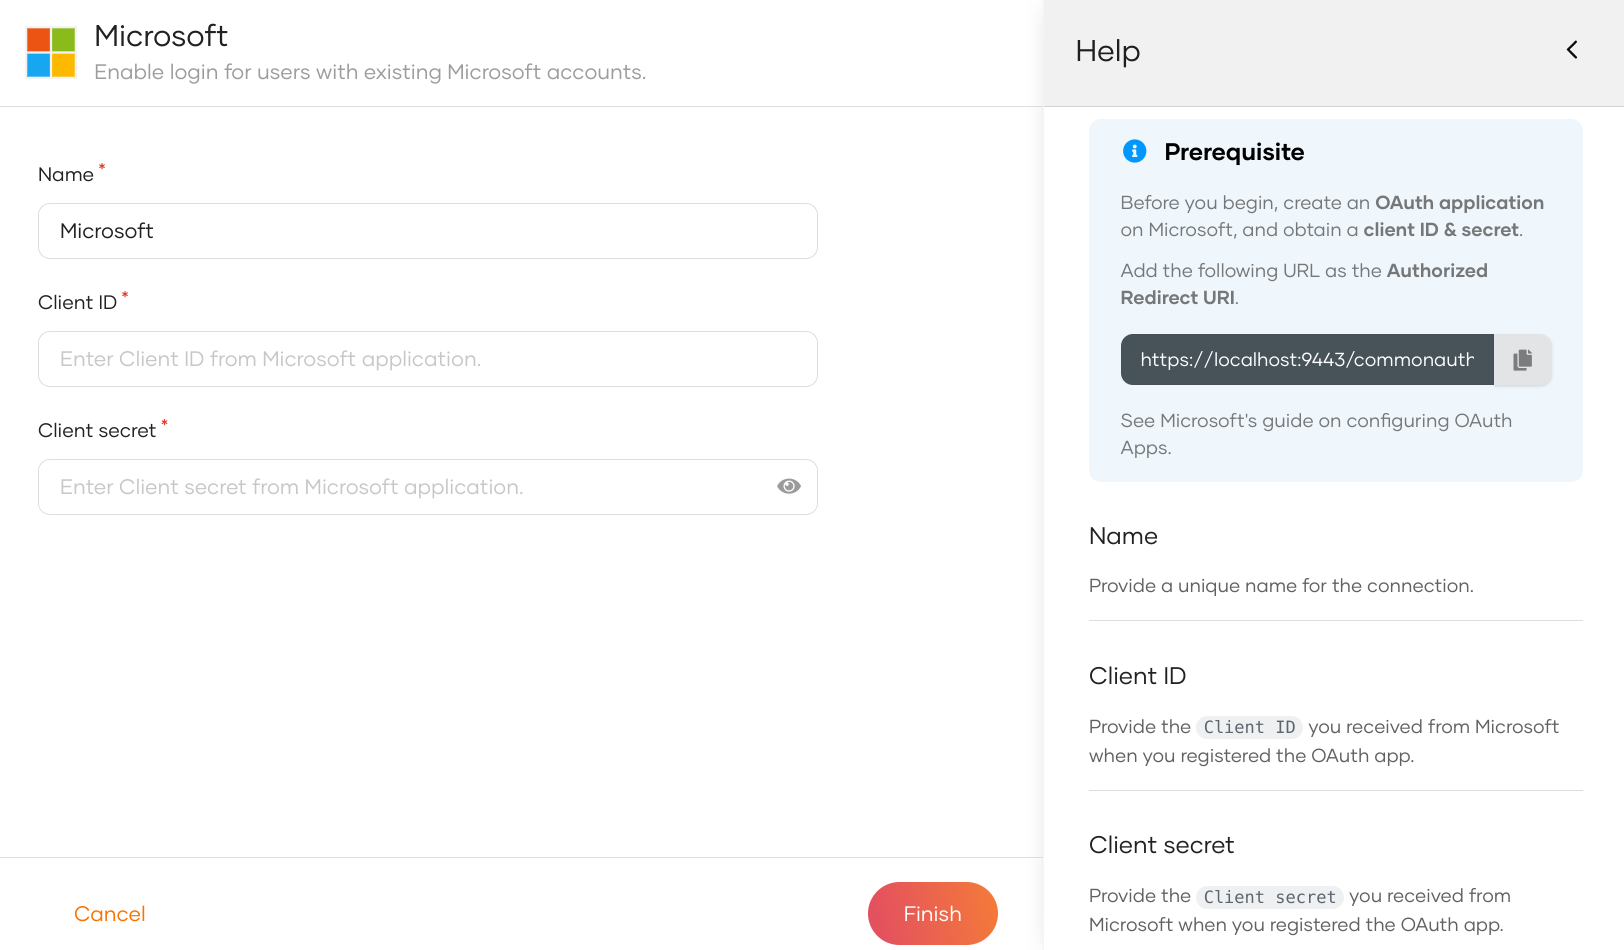 Microsoft
Enable login for users with existing Microsoft accounts.
Name *
Microsoft
Client ID *
Enter Client ID from Microsoft application.
Client secret *
Enter Client secret from Microsoft application.
Cancel
Finish
Help
Prerequisite
Before you begin, create an OAuth application
on Microsoft, and obtain a client ID & secret.
Add the following URL as the Authorized
Redirect URI.
https://localhost:9443/commonauth
See Microsoft's guide on configuring OAuth
Apps.
Name
Provide a unique name for the connection.
Client ID
Provide the Client ID you received from Microsoft
when you registered the OAuth app.
Client secret
Provide the Client secret you received from
Microsoft when you registered the OAuth app.